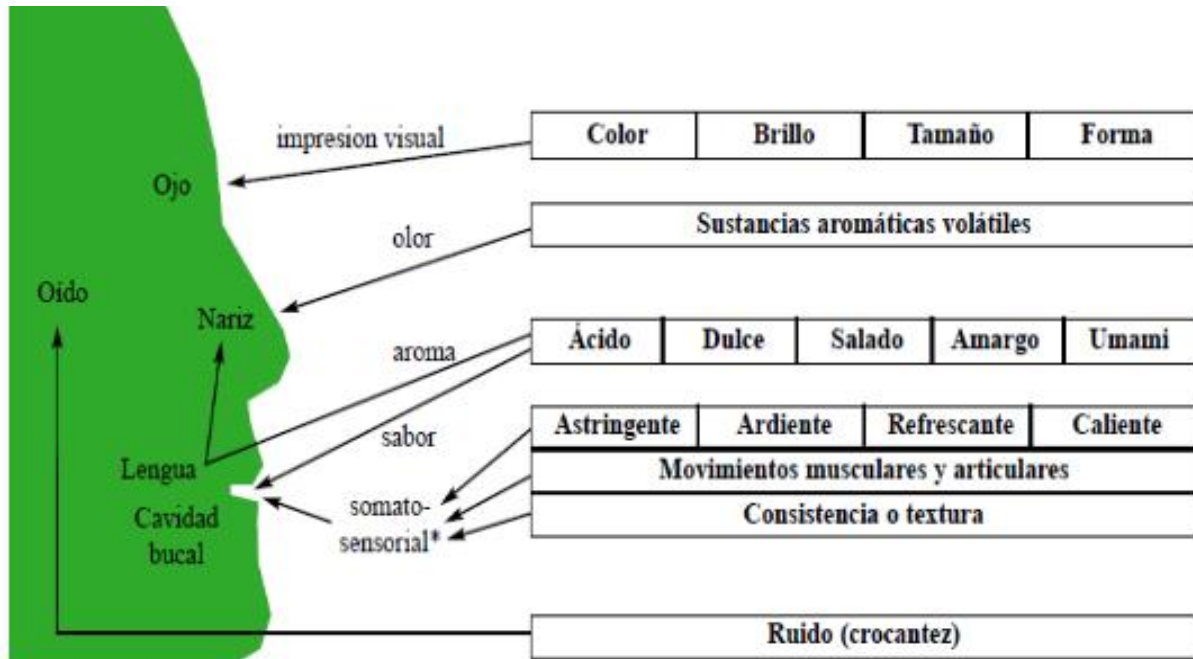 impresion visual
Color Brillo Tamaño Forma
Ojo
Sustancias aromáticas volátiles
olor
Oído
Nariz
aroma
Ácido Dulce Salado Amargo Umami
sabor
Astringente Ardiente Refrescante Caliente
Lengua
Movimientos musculares y articulares
Cavidad
bucal
somato-
sensorial*
Consistencia o textura
Ruido (crocantez)